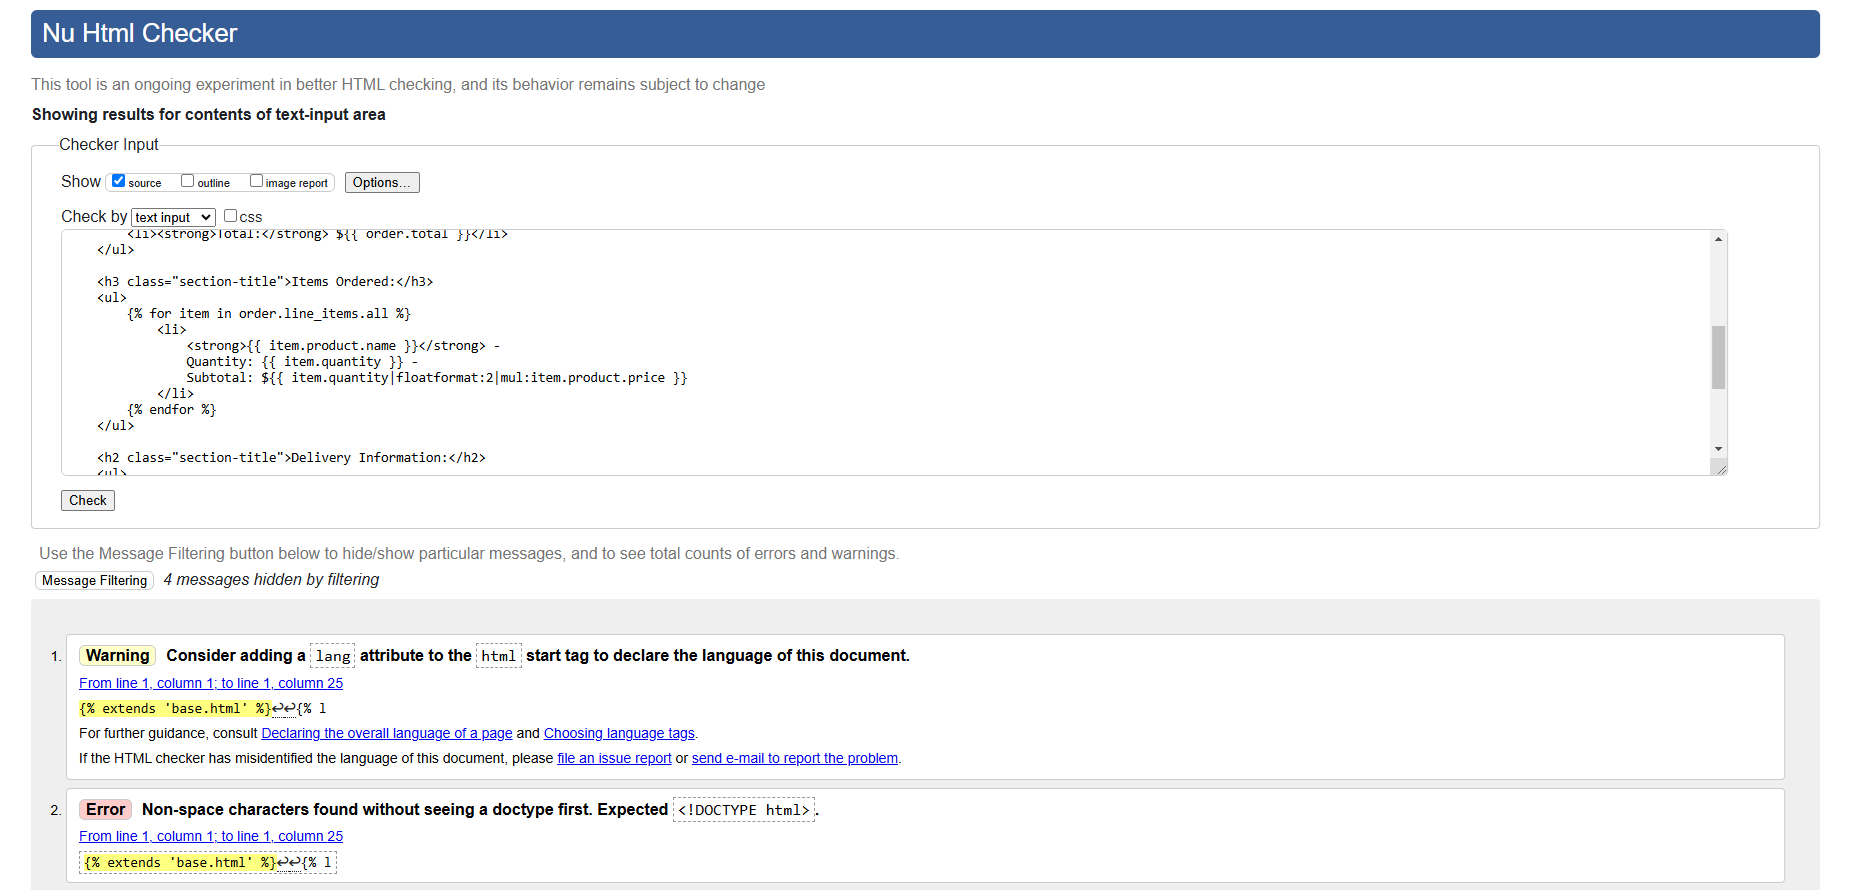 Nu Html Checker
This tool is an ongoing experiment in better HTML checking, and its behavior remains subject to change
Showing results for contents of text-input area
Checker Input
Show source outline image report Options...
Check by text input css
<li><strong>Total:</strong> ${{ order.total }}</li>
</ul>
<h3 class="section-title">Items Ordered:</h3>
<ul>
{% for item in order.line_items.all %}
<li>
<strong>{{ item.product.name }}</strong> -
Quantity: {{ item.quantity }} -
Subtotal: ${{ item.quantity|floatformat:2|mul:item.product.price }}
</li>
{% endfor %}
</ul>
<h2 class="section-title">Delivery Information:</h2>
<ul>
Check
Use the Message Filtering button below to hide/show particular messages, and to see total counts of errors and warnings.
Message Filtering 4 messages hidden by filtering
1. Warning Consider adding a lang attribute to the html start tag to declare the language of this document.
From line 1, column 1; to line 1, column 25
{% extends 'base.html' %}↩↩{% l
For further guidance, consult Declaring the overall language of a page and Choosing language tags.
If the HTML checker has misidentified the language of this document, please file an issue report or send e-mail to report the problem.
2. Error Non-space characters found without seeing a doctype first. Expected <!DOCTYPE html>.
From line 1, column 1; to line 1, column 25
{% extends 'base.html' %}↩↩{% l